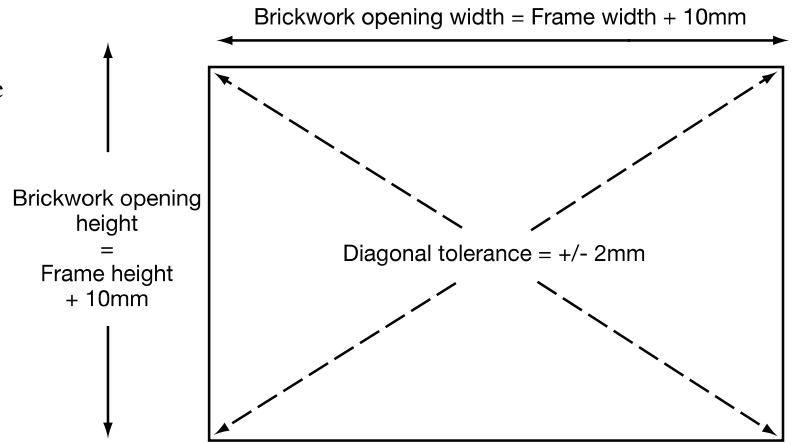 Brickwork opening width = Frame width + 10mm
Brickwork opening
height
=
Frame height
+ 10mm
Diagonal tolerance = +/- 2mm